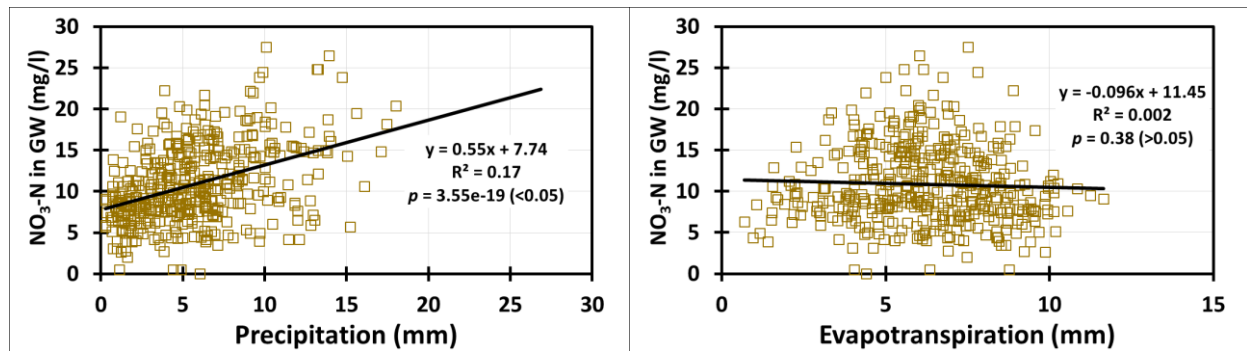 NO₃-N in GW (mg/l)
30
25
20
15
10
5
0
y = 0.55x + 7.74
R² = 0.17
p = 3.55e-19 (<0.05)
0 5 10 15 20 25 30
Precipitation (mm)
NO₃-N in GW (mg/l)
30
25
20
15
10
5
0
y = -0.096x + 11.45
R² = 0.002
p = 0.38 (>0.05)
0 5 10 15
Evapotranspiration (mm)